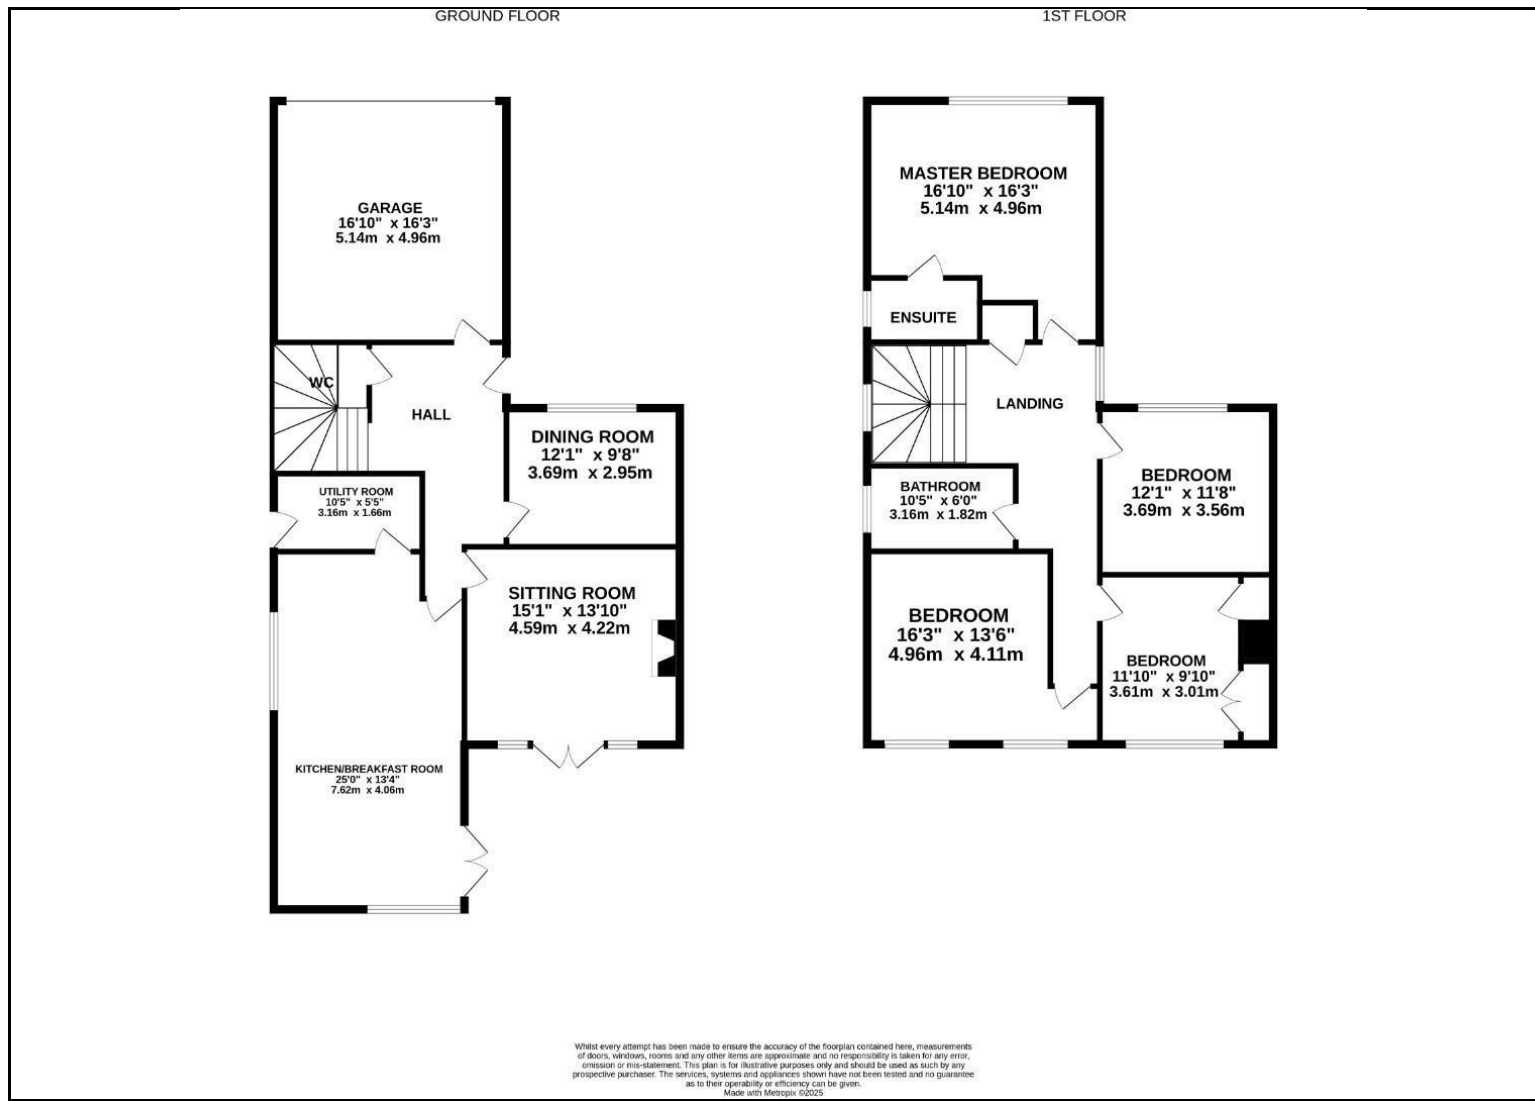 GROUND FLOOR
1ST FLOOR
GARAGE
16'10" x 16'3"
5.14m x 4.96m
WC
HALL
DINING ROOM
12'1" x 9'8"
3.69m x 2.95m
UTILITY ROOM
10'5" x 5'5"
3.16m x 1.66m
SITTING ROOM
15'1" x 13'10"
4.59m x 4.22m
KITCHEN/BREAKFAST ROOM
25'0" x 13'4"
7.62m x 4.06m
MASTER BEDROOM
16'10" x 16'3"
5.14m x 4.96m
ENSUITE
LANDING
BATHROOM
10'5" x 6'0"
3.16m x 1.82m
BEDROOM
12'1" x 11'8"
3.69m x 3.56m
BEDROOM
16'3" x 13'6"
4.96m x 4.11m
BEDROOM
11'10" x 9'10"
3.61m x 3.01m
Whilst every attempt has been made to ensure the accuracy of the floorplan contained here, measurements
of doors, windows, rooms and any other items are approximate and no responsibility is taken for any error,
omission or mis-statement. This plan is for illustrative purposes only and should be used as such by any
prospective purchaser. The services, systems and appliances shown have not been tested and no guarantee
as to their operability or efficiency can be given.
Made with Metropix ©2025